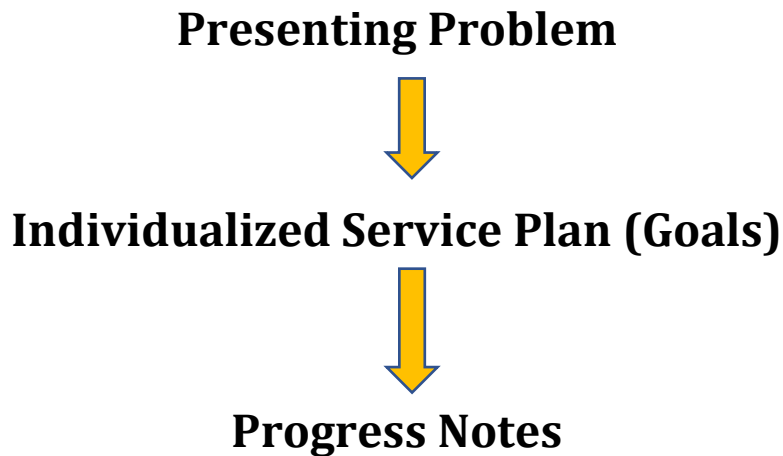 Presenting Problem
Individualized Service Plan (Goals)
Progress Notes